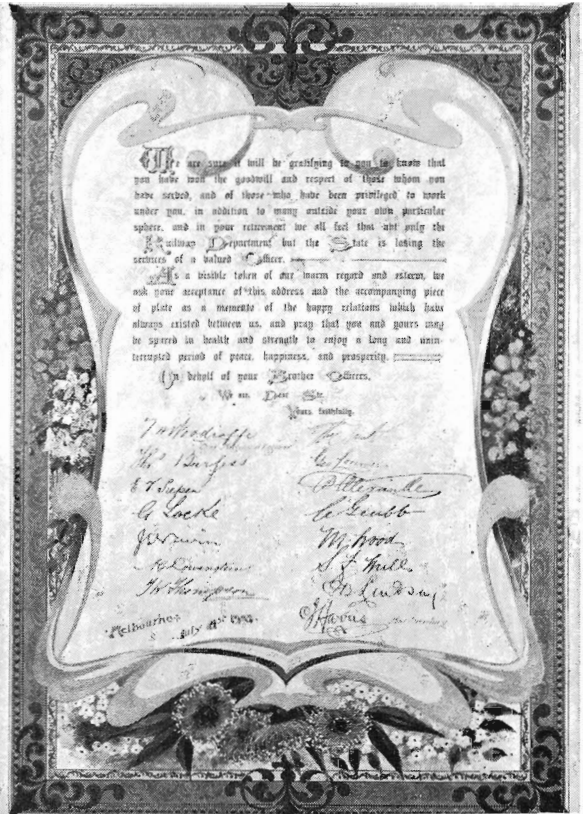 We are sure it will be gratifying to you to know that
you have won the goodwill and respect of those whom you
have served, and of those who have been privileged to work
under you, in addition to many outside your own particular
sphere, and in your retirement we all feel that not only the
Railway Department but the State is losing the
services of a valued Officer.
As a visible token of our warm regard and esteem, we
ask your acceptance of this address and the accompanying piece
of plate as a memento of the happy relations which have
always existed between us, and pray that you and yours may
be spared in health and strength to enjoy a long and unin-
terrupted period of peace, happiness, and prosperity.
On behalf of your Brother Officers,
We are, Dear Sir,
Yours faithfully,
Thos Burgess
G Locke
C Grubb
M. Wood
T W Thompson
Lindsay
Melbourne
July